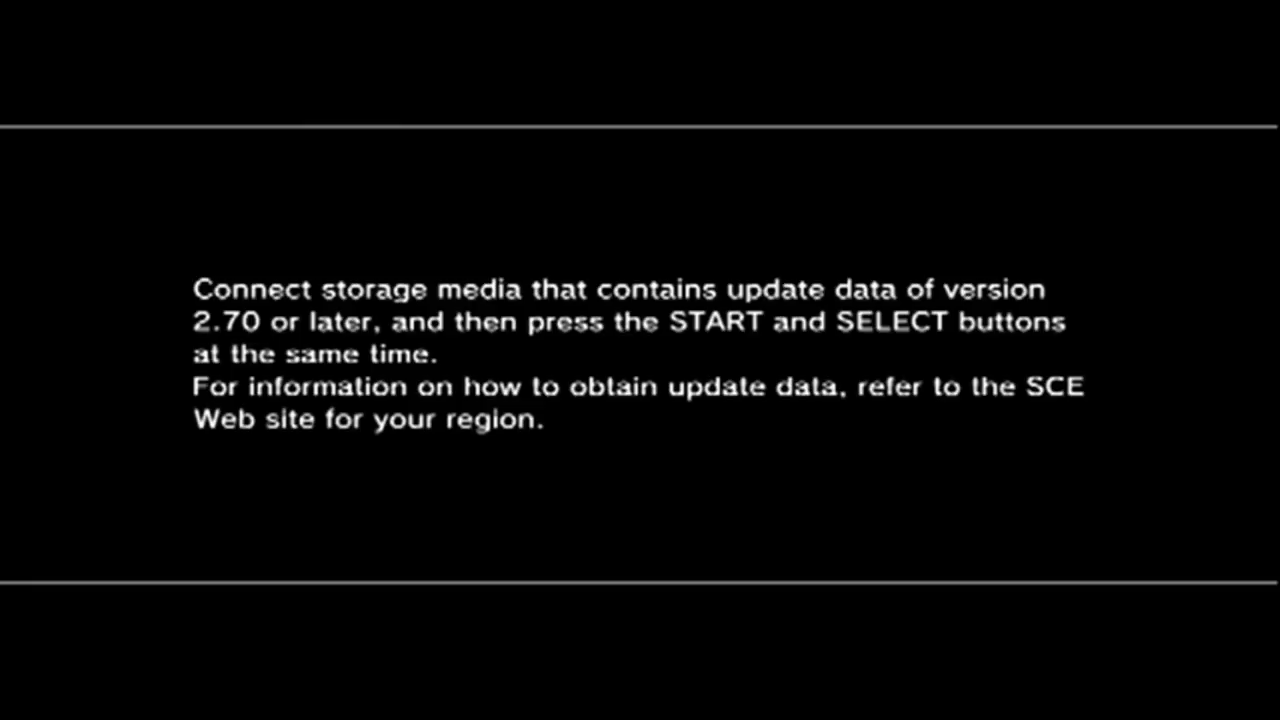 Connect storage media that contains update data of version
2.70 or later, and then press the START and SELECT buttons
at the same time.
For information on how to obtain update data, refer to the SCE
Web site for your region.